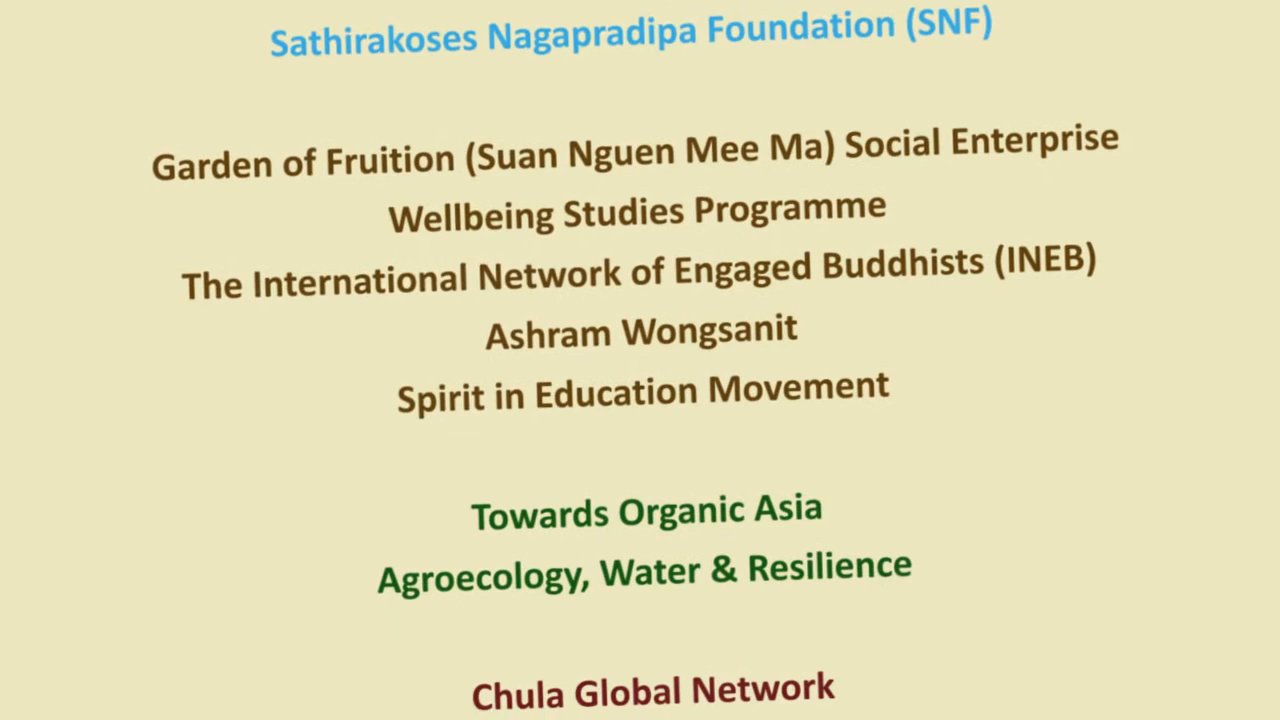 Sathirakoses Nagapradipa Foundation (SNF)
Garden of Fruition (Suan Nguen Mee Ma) Social Enterprise
Wellbeing Studies Programme
The International Network of Engaged Buddhists (INEB)
Ashram Wongsanit
Spirit in Education Movement
Towards Organic Asia
Agroecology, Water & Resilience
Chula Global Network